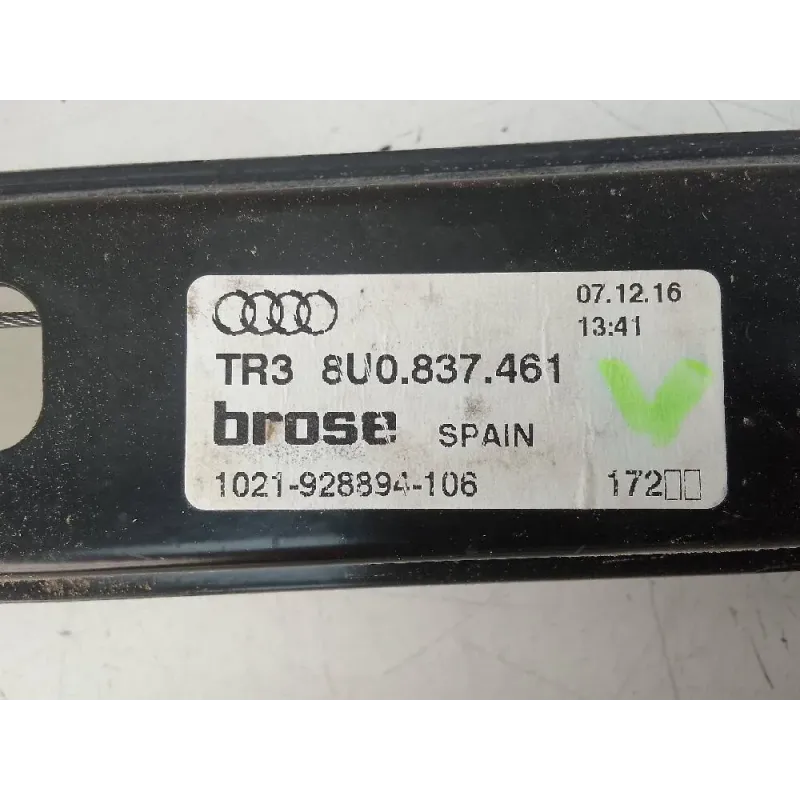 07.12.16
13:41
TR3 8U0.837.461
brose SPAIN
1021-928894-106 172□□